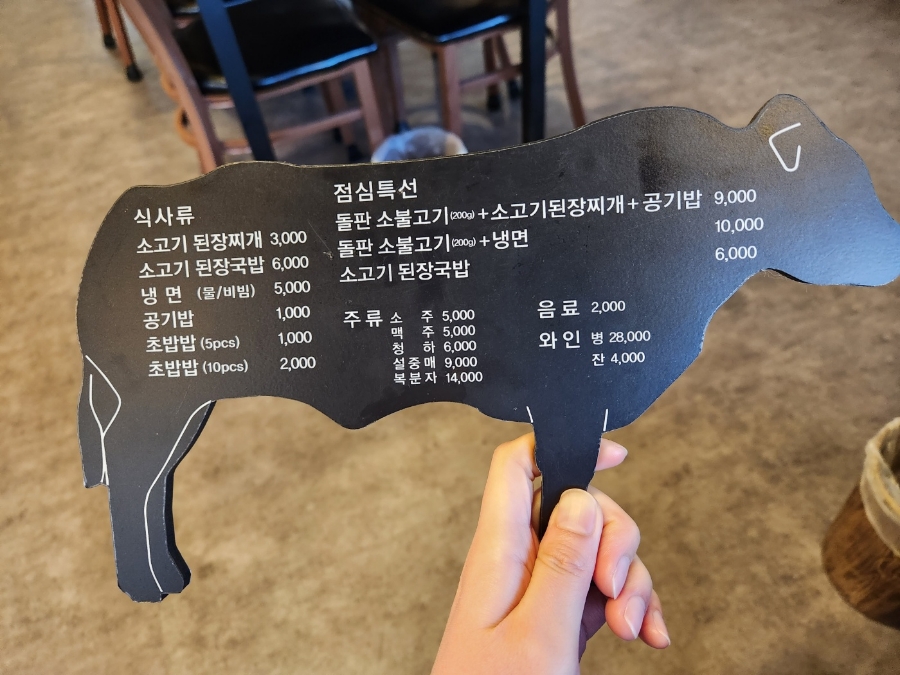 식사류
소고기 된장찌개 3,000
소고기 된장국밥 6,000
냉 면 (물/비빔) 5,000
공기밥 1,000
초밥밥 (5pcs) 1,000
초밥밥 (10pcs) 2,000
점심특선
돌판 소불고기(200g)+소고기된장찌개+공기밥 9,000
돌판 소불고기(200g)+냉면 10,000
소고기 된장국밥 6,000
주류 소 주 5,000
맥 주 5,000
청 하 6,000
설중매 9,000
복분자 14,000
음료 2,000
와인 병 28,000
잔 4,000